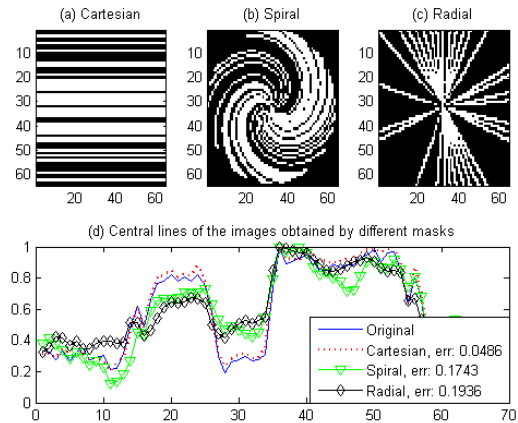 (a) Cartesian
(b) Spiral
(c) Radial
10
20
30
40
50
60
20 40 60
10
20
30
40
50
60
20 40 60
10
20
30
40
50
60
20 40 60
(d) Central lines of the images obtained by different masks
1
0.8
0.6
0.4
0.2
0
0 10 20 30 40 50 60 70
Original
Cartesian, err: 0.0486
Spiral, err: 0.1743
Radial, err: 0.1936